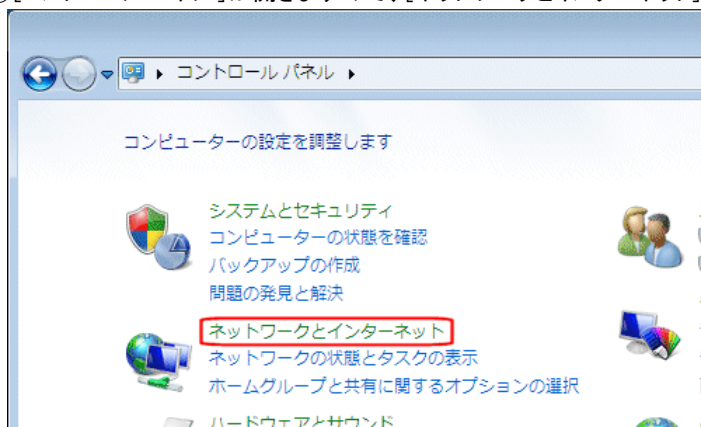 コントロール パネル
コンピューターの設定を調整します
システムとセキュリティ
コンピューターの状態を確認
バックアップの作成
問題の発見と解決
ネットワークとインターネット
ネットワークの状態とタスクの表示
ホームグループと共有に関するオプションの選択
ハードウェアとサウンド